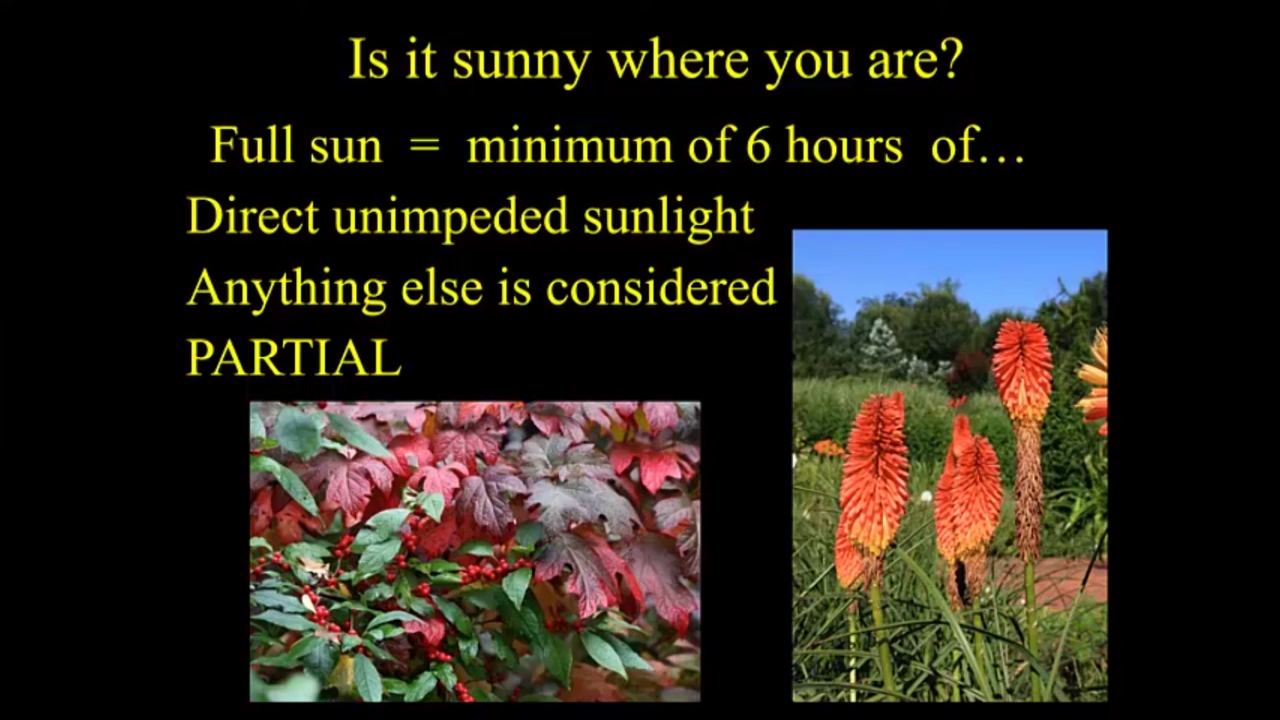 Is it sunny where you are?
Full sun = minimum of 6 hours of…
Direct unimpeded sunlight
Anything else is considered
PARTIAL